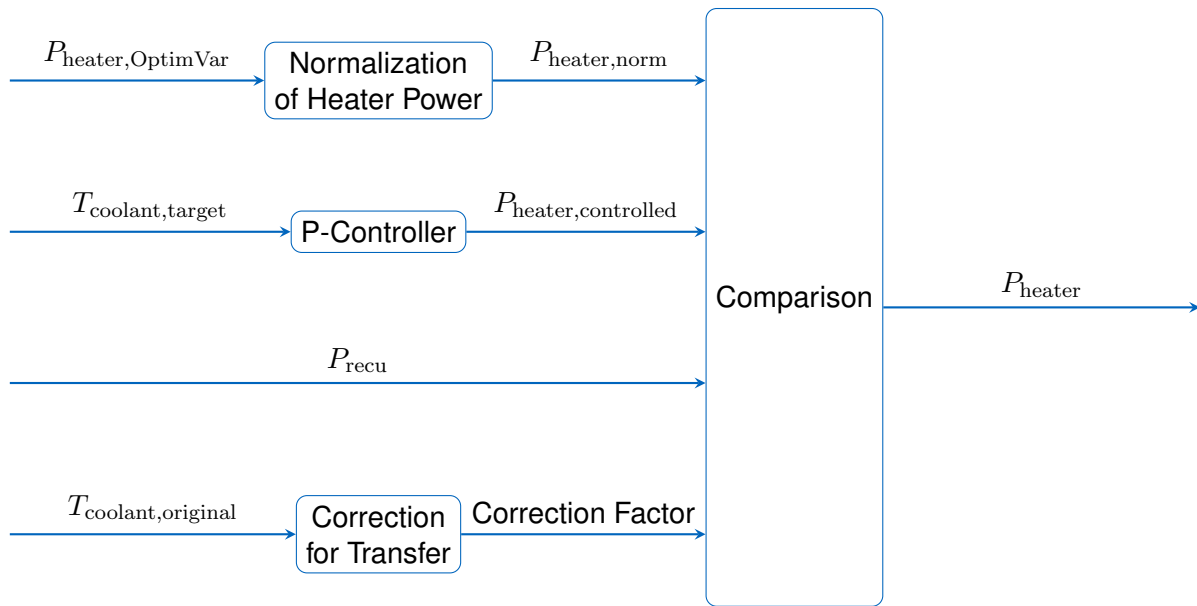 P_heater,OptimVar
Normalization
of Heater Power
P_heater,norm
T_coolant,target
P-Controller
P_heater,controlled
Comparison
P_heater
P_recu
T_coolant,original
Correction
for Transfer
Correction Factor